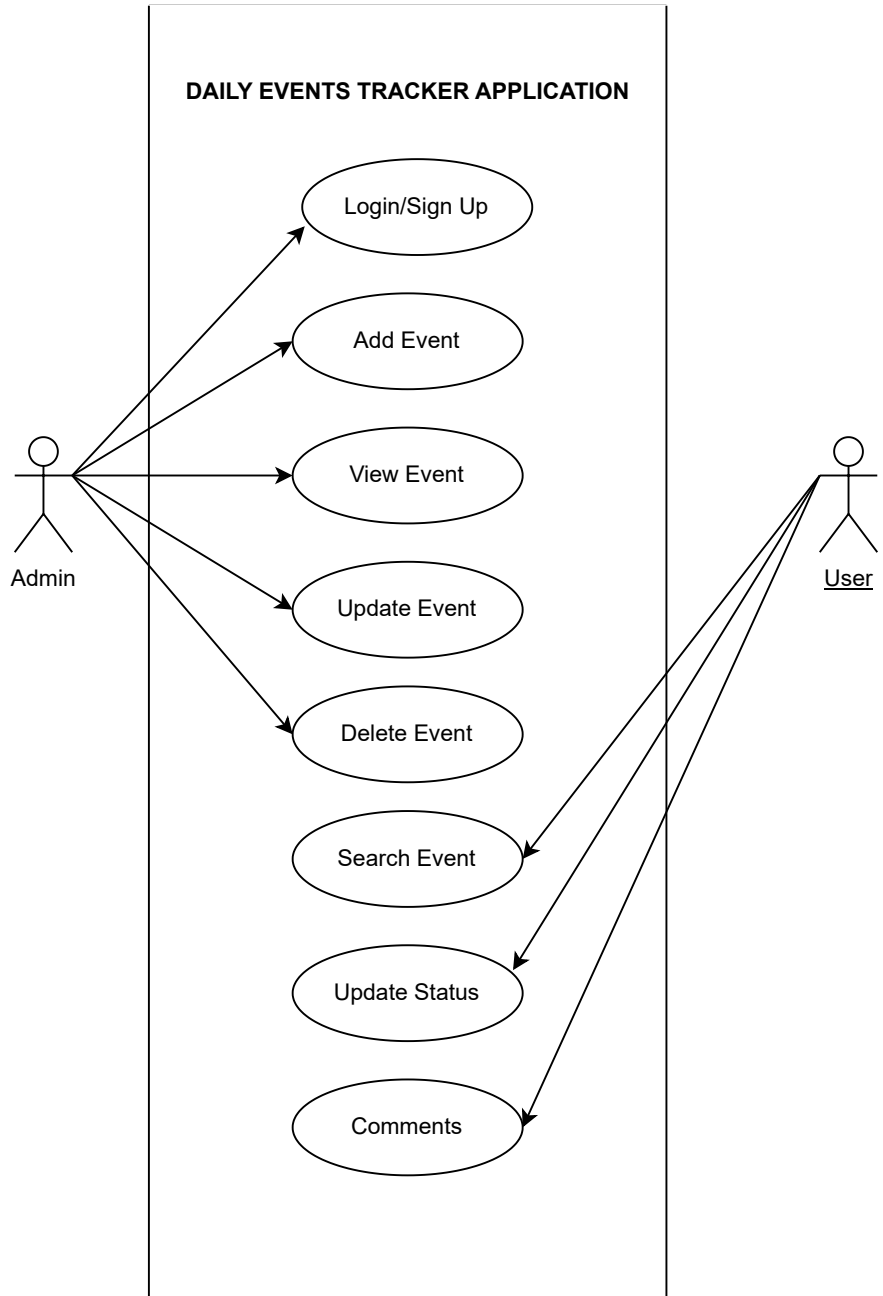 DAILY EVENTS TRACKER APPLICATION
Login/Sign Up
Add Event
View Event
Admin
User
Update Event
Delete Event
Search Event
Update Status
Comments